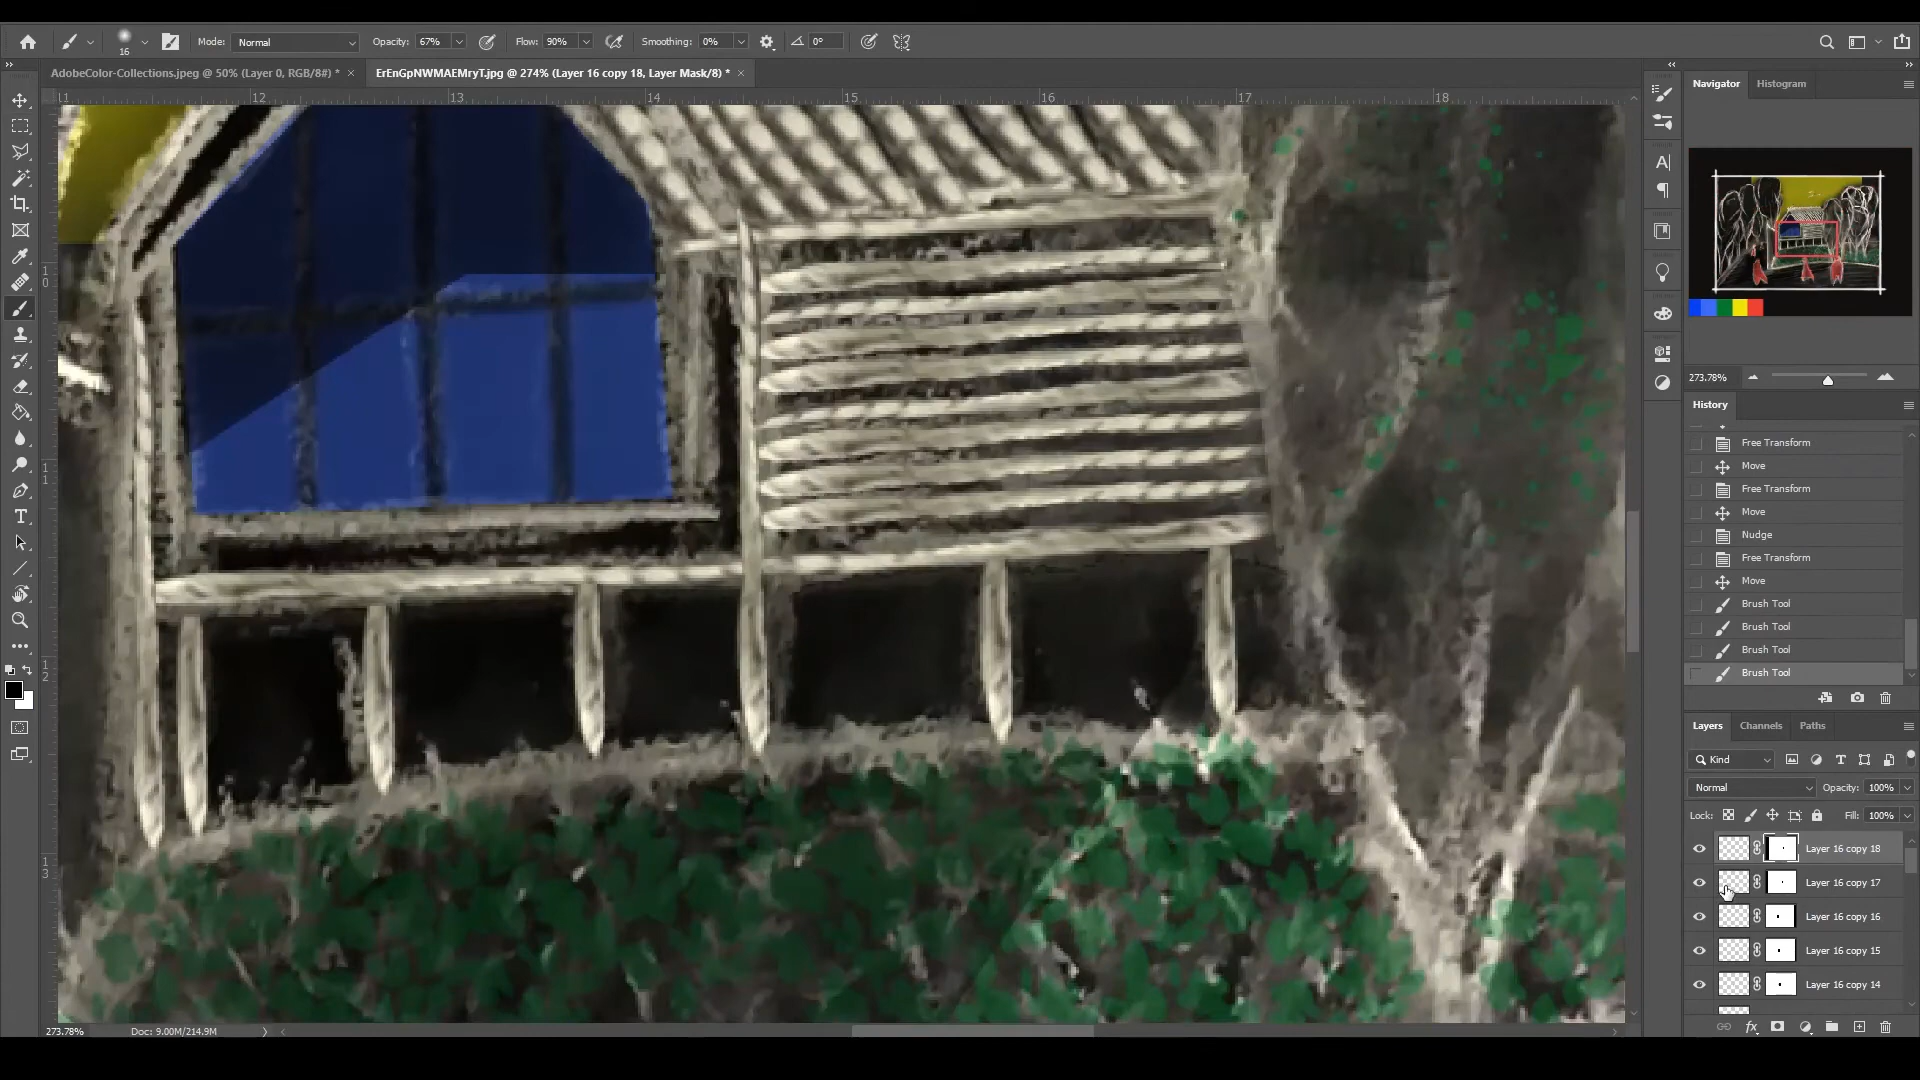 16
Mode: Normal
Opacity: 67%
Flow: 90%
Smoothing: 0%
0°
AdobeColor-Collections.jpeg @ 50% (Layer 0, RGB/8#) * ×
ErEnGpNWMAEMryT.jpg @ 274% (Layer 16 copy 18, Layer Mask/8) * ×
11 12 13 14 15 16 17 18
10
11
12
13
Navigator
Histogram
273.78%
History
Free Transform
Move
Free Transform
Move
Nudge
Free Transform
Move
Brush Tool
Brush Tool
Brush Tool
Brush Tool
Layers
Channels
Paths
Kind
Normal
Opacity: 100%
Lock:
Fill: 100%
Layer 16 copy 18
Layer 16 copy 17
Layer 16 copy 16
Layer 16 copy 15
Layer 16 copy 14
273.78%
Doc: 9.00M/214.9M